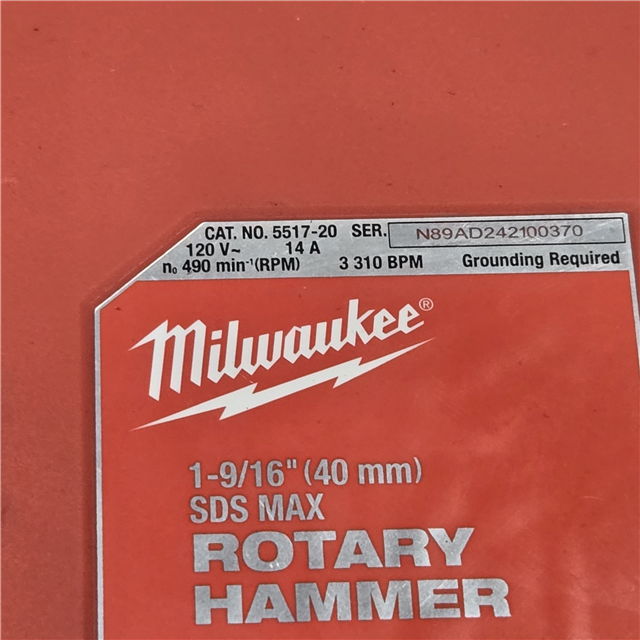 CAT. NO. 5517-20 SER. N89AD242100370
120 V~ 14 A
n₀ 490 min⁻¹(RPM) 3 310 BPM Grounding Required
Milwaukee®
1-9/16" (40 mm)
SDS MAX
ROTARY
HAMMER